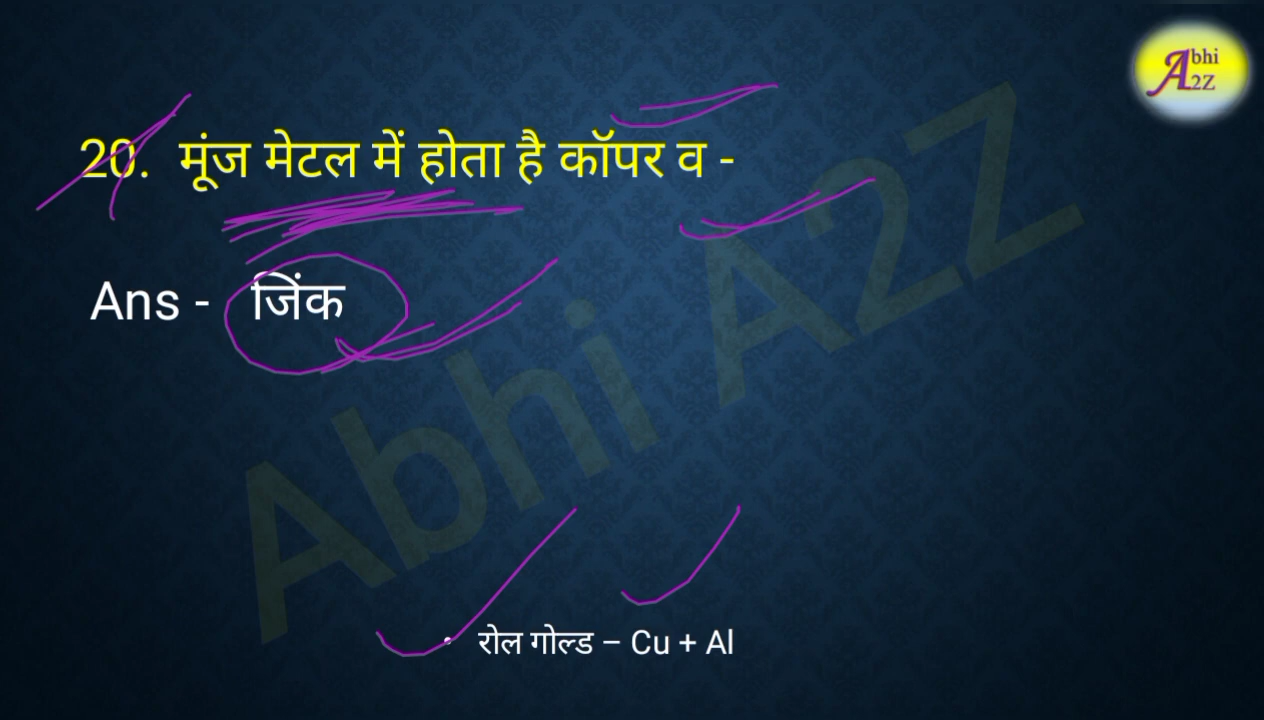 Abhi
A2Z
20. मूंज मेटल में होता है कॉपर व -
Ans - जिंक
Abhi A2Z
• रोल गोल्ड – Cu + Al